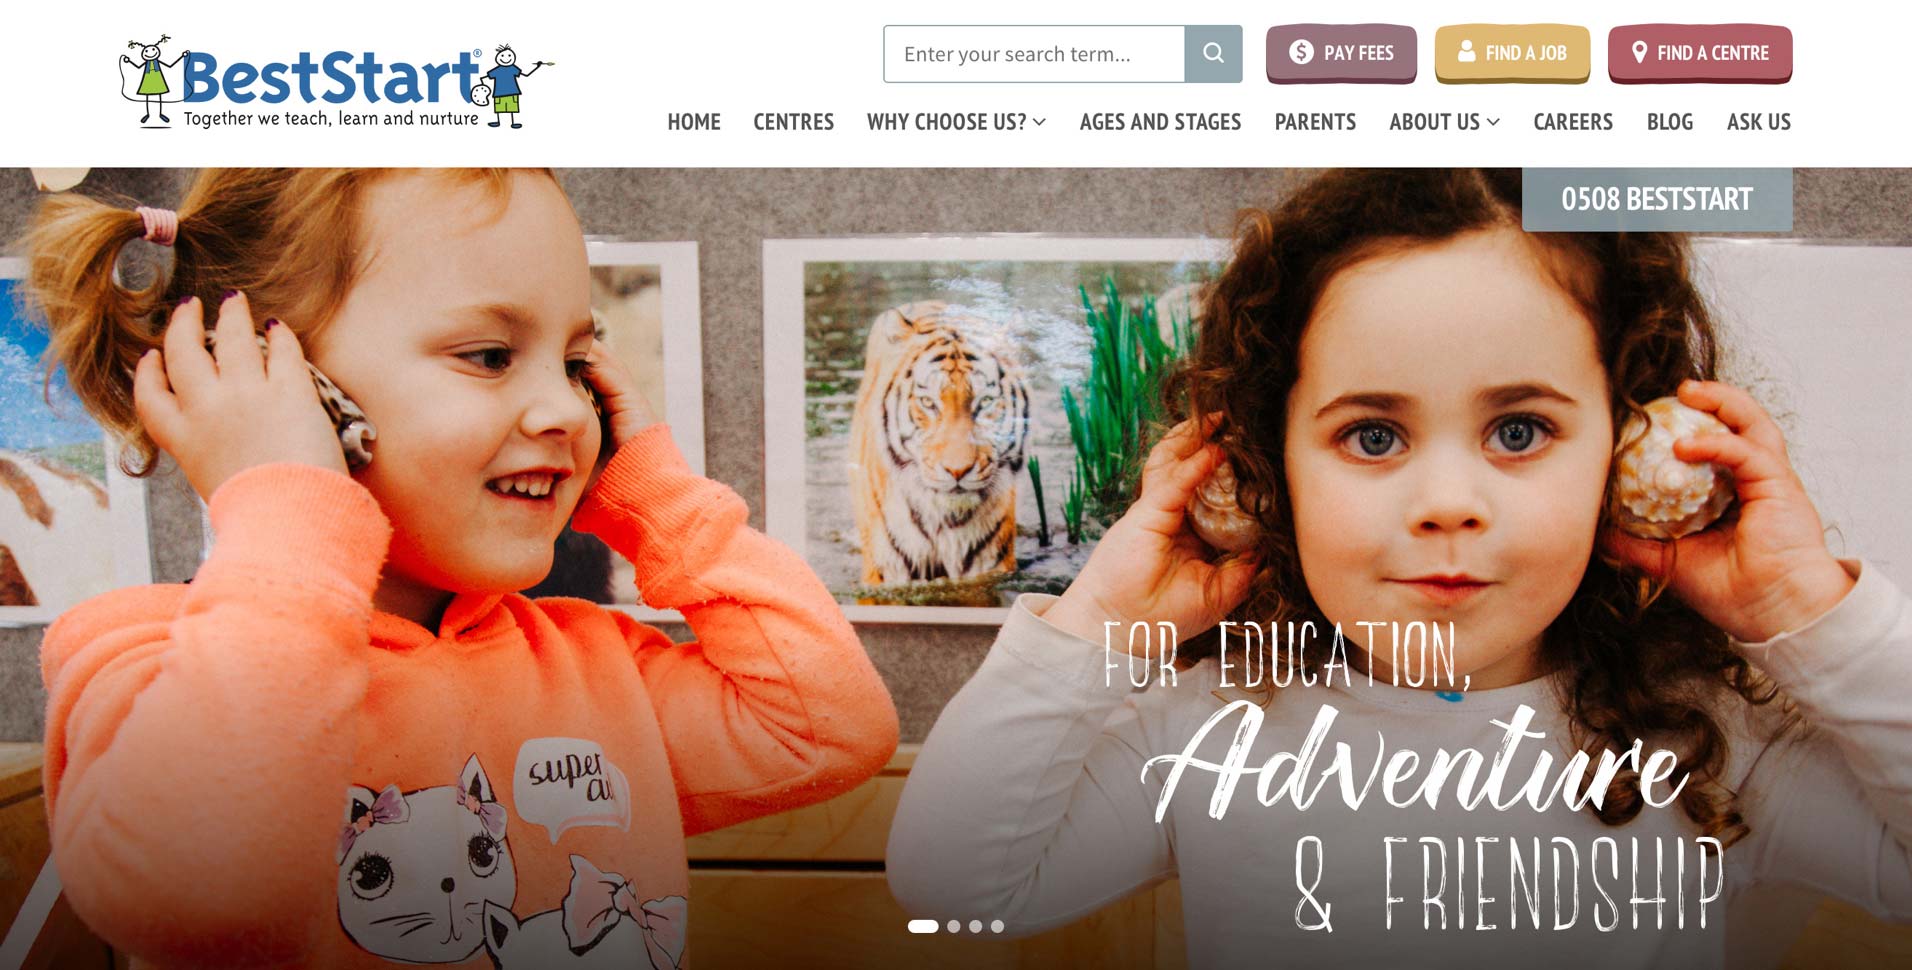 BestStart®
Together we teach, learn and nurture
Enter your search term...
PAY FEES
FIND A JOB
FIND A CENTRE
HOME
CENTRES
WHY CHOOSE US?
AGES AND STAGES
PARENTS
ABOUT US
CAREERS
BLOG
ASK US
0508 BESTSTART
super
FOR EDUCATION,
Adventure
& FRIENDSHIP